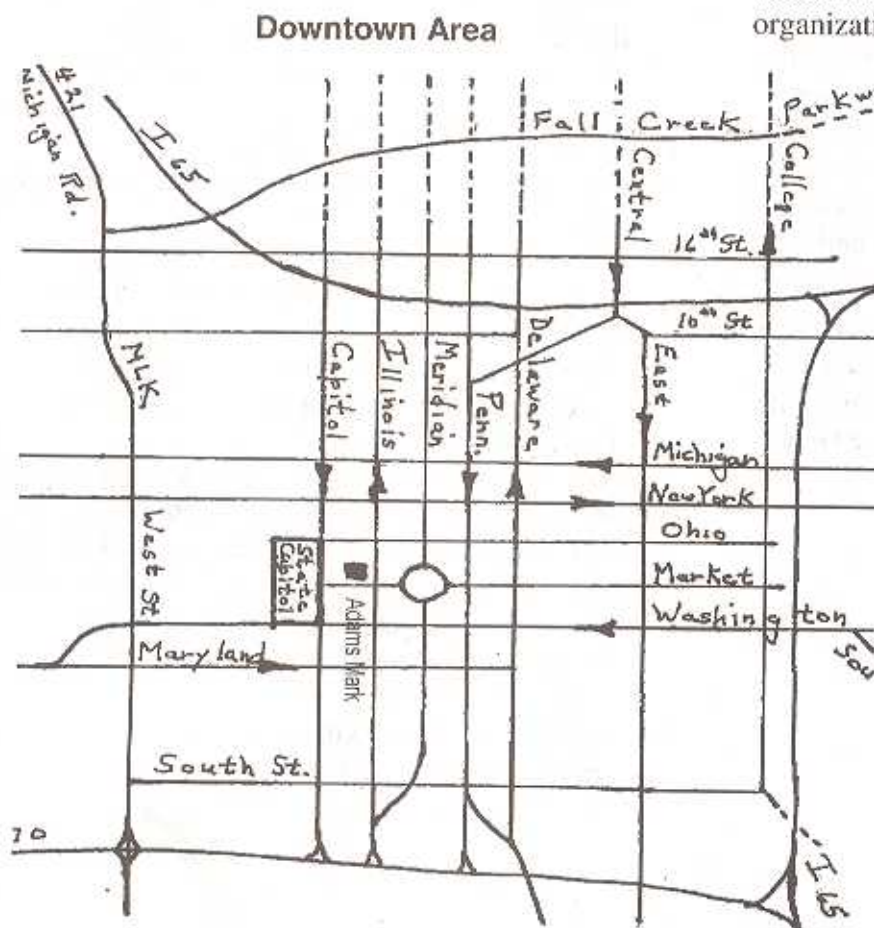 Downtown Area
organizati
421
Michigan Rd.
I 65
Fall Creek Parkw
Central
College
16th St.
10th St
MLK
Capitol
Illinois
Meridian
Penn.
Delaware
East
Michigan
New York
West St
Ohio
State
Capitol
Market
Adams Mark
Washington
Maryland
Sou
South St.
70
I 65